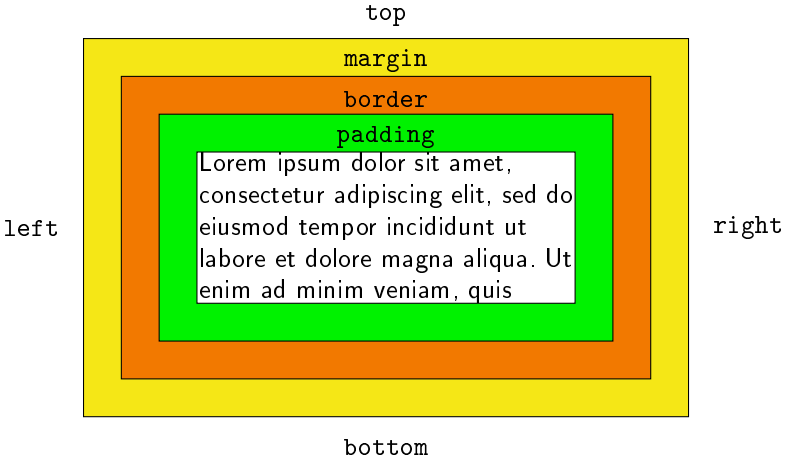 top
margin
border
padding
Lorem ipsum dolor sit amet,
consectetur adipiscing elit, sed do
eiusmod tempor incididunt ut
labore et dolore magna aliqua. Ut
enim ad minim veniam, quis
left
right
bottom